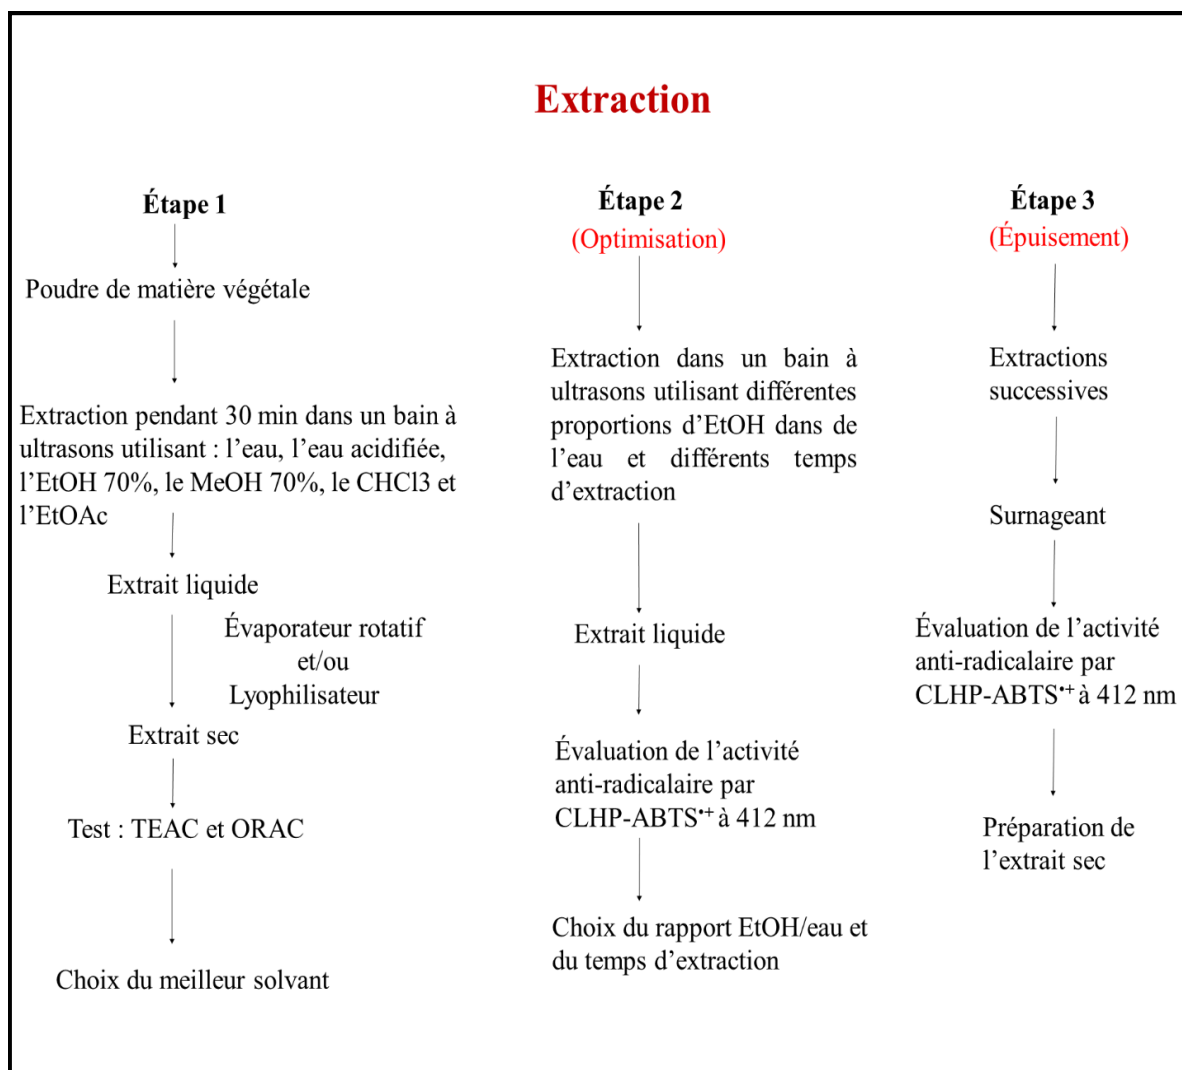 Extraction
Étape 1
Poudre de matière végétale
Extraction pendant 30 min dans un bain à
ultrasons utilisant : l’eau, l’eau acidifiée,
l’EtOH 70%, le MeOH 70%, le CHCl3 et
l’EtOAc
Extrait liquide
Évaporateur rotatif
et/ou
Lyophilisateur
Extrait sec
Test : TEAC et ORAC
Choix du meilleur solvant
Étape 2
(Optimisation)
Extraction dans un bain à
ultrasons utilisant différentes
proportions d’EtOH dans de
l’eau et différents temps
d’extraction
Extrait liquide
Évaluation de l’activité
anti-radicalaire par
CLHP-ABTS•+ à 412 nm
Choix du rapport EtOH/eau et
du temps d’extraction
Étape 3
(Épuisement)
Extractions
successives
Surnageant
Évaluation de l’activité
anti-radicalaire par
CLHP-ABTS•+ à 412 nm
Préparation de
l’extrait sec